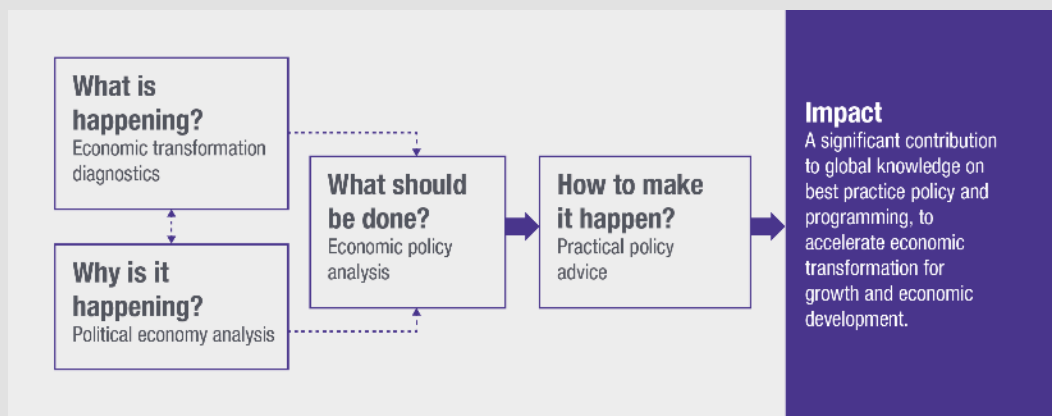 What is
happening?
Economic transformation
diagnostics
Why is it
happening?
Political economy analysis
What should
be done?
Economic policy
analysis
How to make
it happen?
Practical policy
advice
Impact
A significant contribution
to global knowledge on
best practice policy and
programming, to
accelerate economic
transformation for
growth and economic
development.